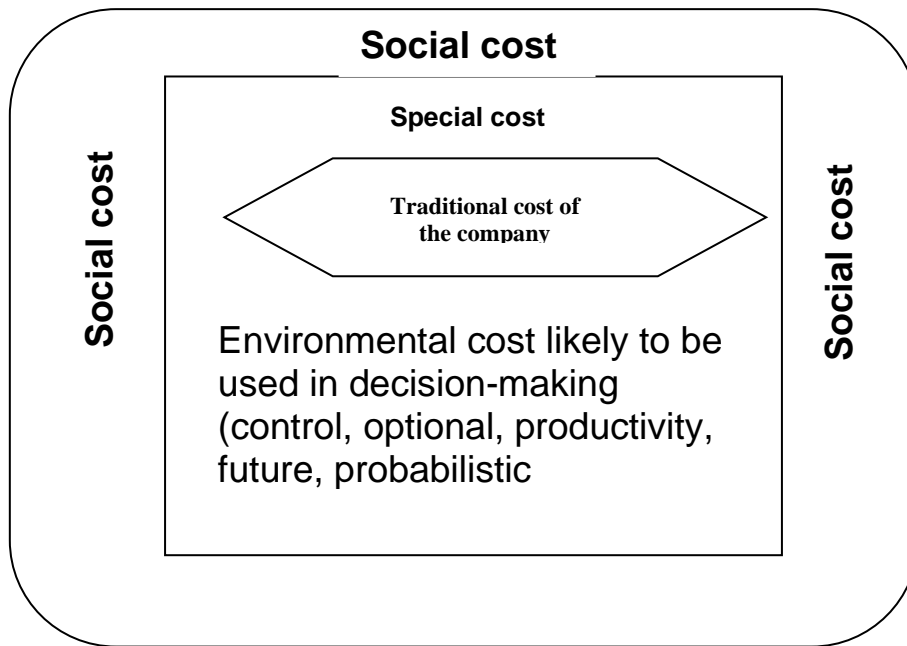 Social cost
Special cost
Social cost
Traditional cost of
the company
Social cost
Environmental cost likely to be
used in decision-making
(control, optional, productivity,
future, probabilistic